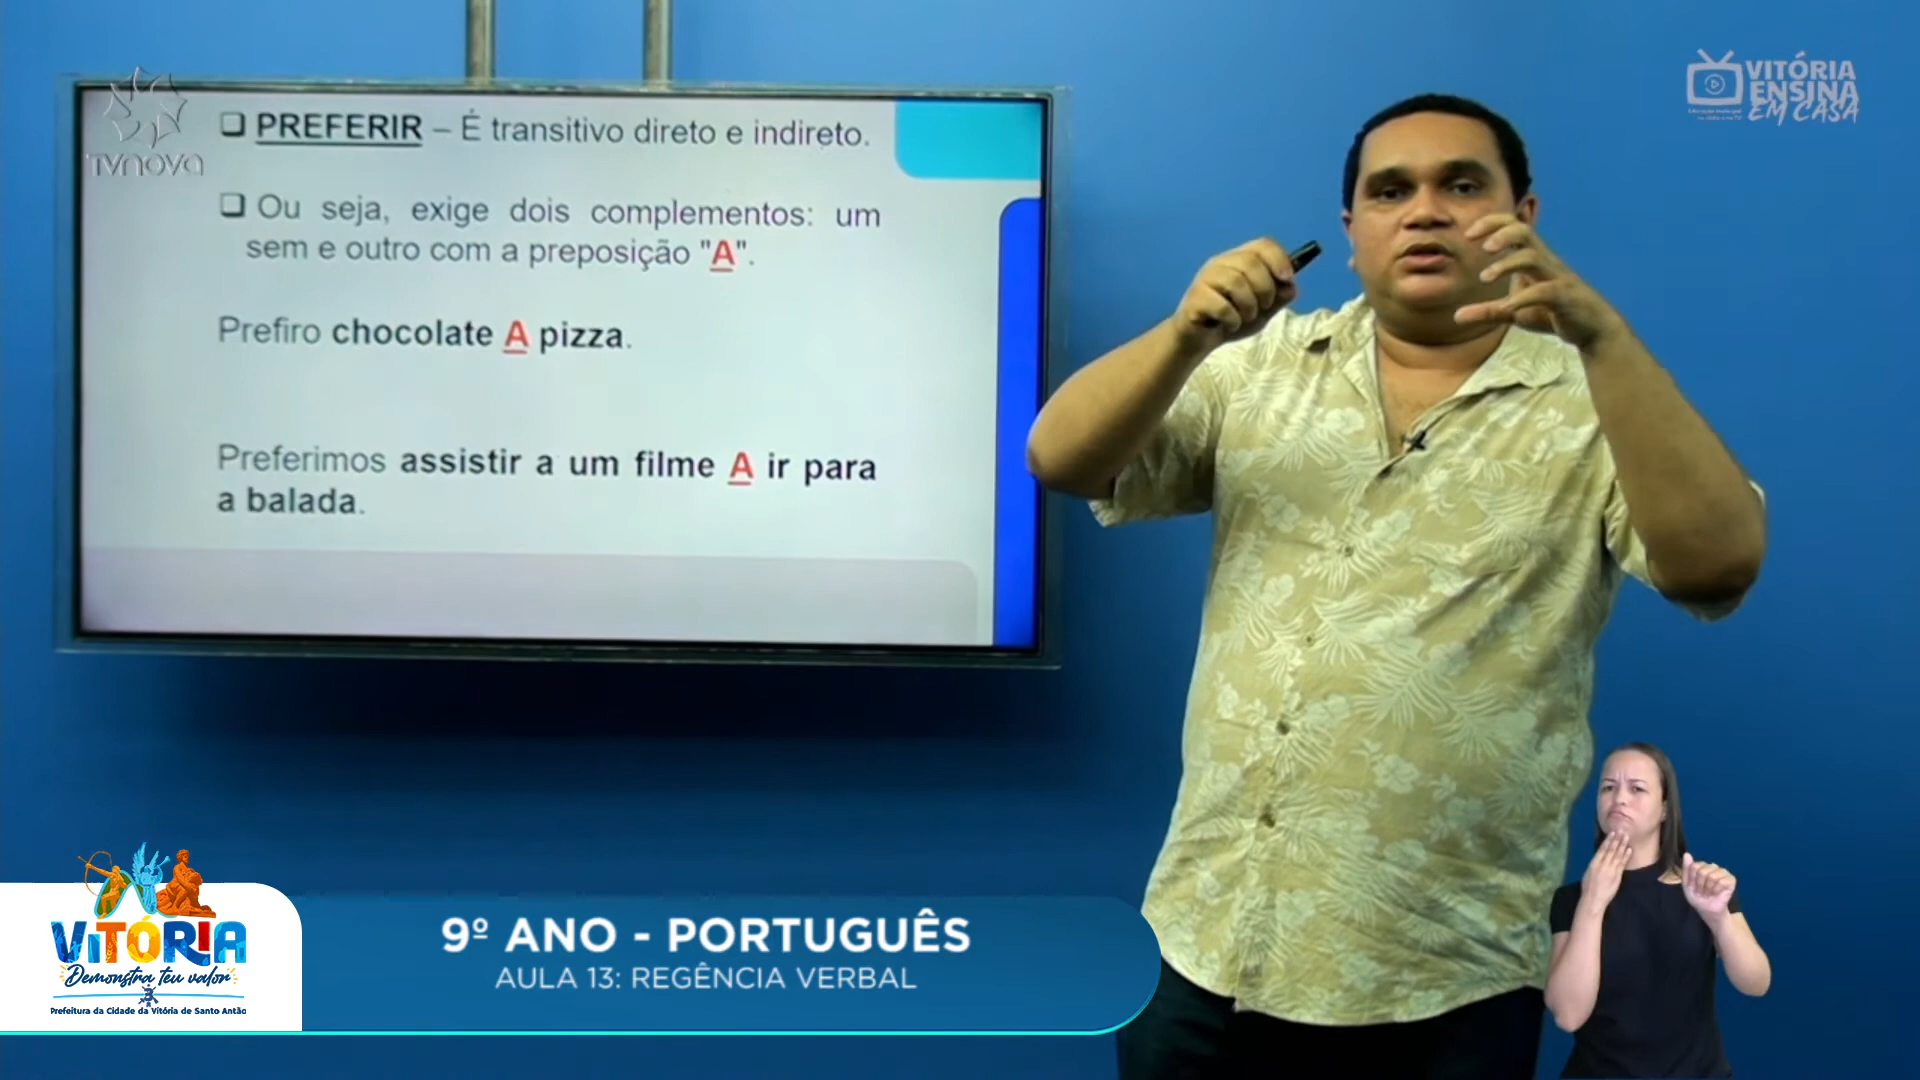 PREFERIR – É transitivo direto e indireto.
Ou seja, exige dois complementos: um
sem e outro com a preposição "A".
Prefiro chocolate A pizza.
Preferimos assistir a um filme A ir para
a balada.
TVNOVA
VITÓRIA
ENSINA
EM CASA
VITÓRIA
Demonstra teu valor
Prefeitura da Cidade da Vitória de Santo Antão
9º ANO - PORTUGUÊS
AULA 13: REGÊNCIA VERBAL